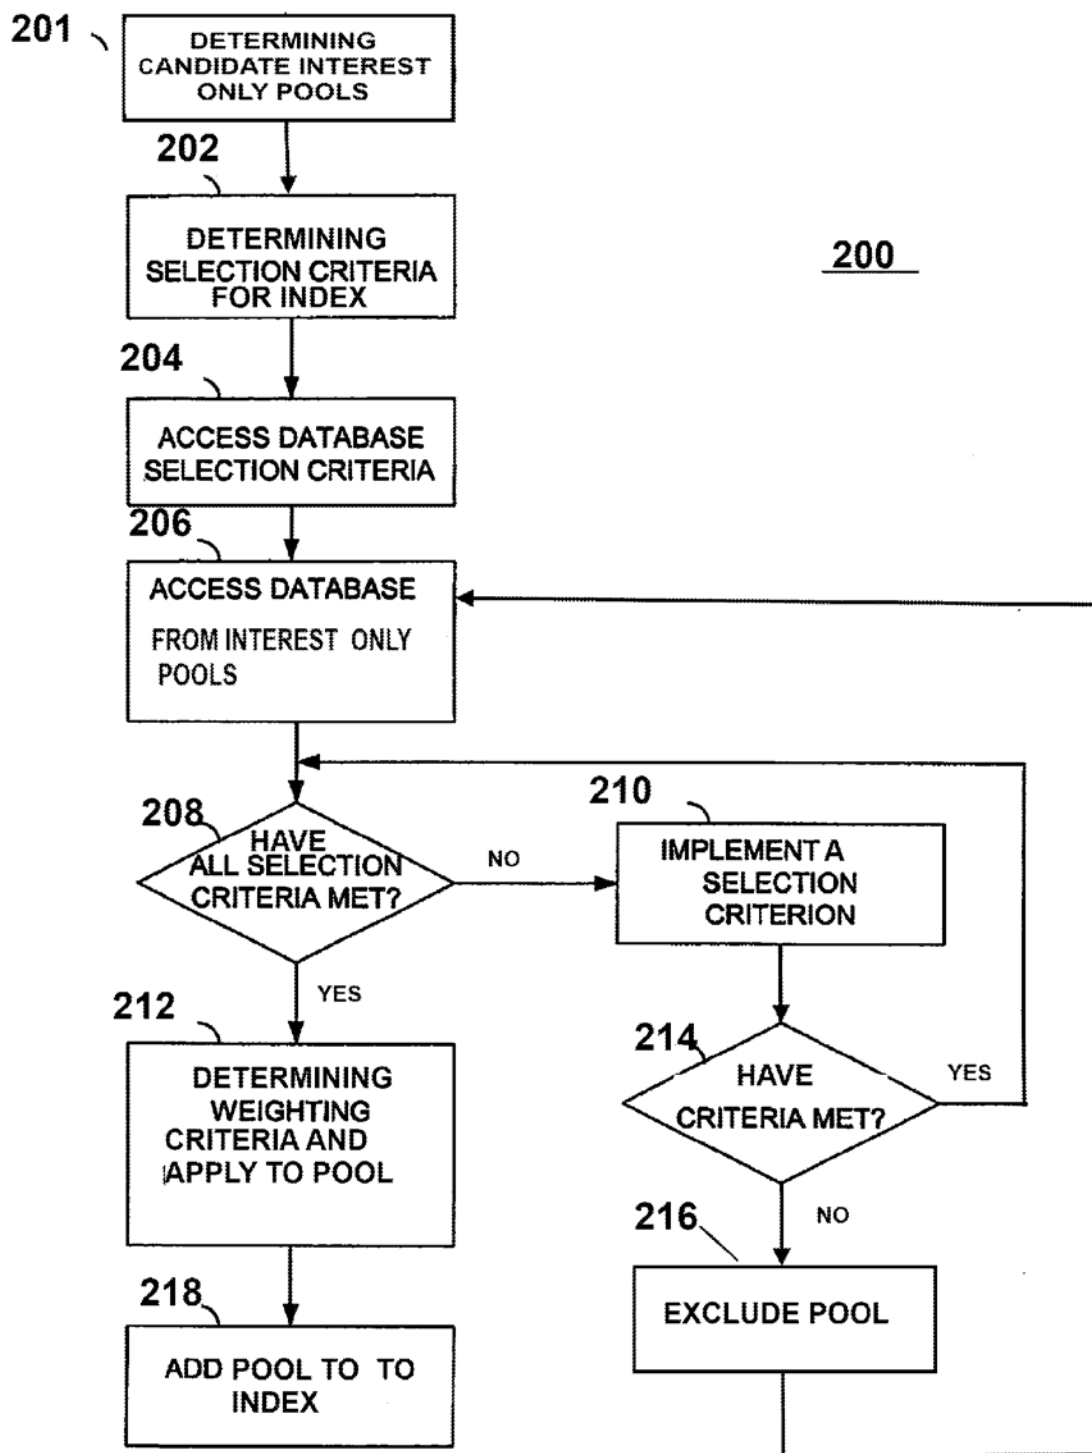 201
DETERMINING
CANDIDATE INTEREST
ONLY POOLS
202
DETERMINING
SELECTION CRITERIA
FOR INDEX
200
204
ACCESS DATABASE
SELECTION CRITERIA
206
ACCESS DATABASE
FROM INTEREST ONLY
POOLS
208
HAVE
ALL SELECTION
CRITERIA MET?
NO
210
IMPLEMENT A
SELECTION
CRITERION
YES
212
DETERMINING
WEIGHTING
CRITERIA AND
APPLY TO POOL
214
HAVE
CRITERIA MET?
YES
NO
216
EXCLUDE POOL
218
ADD POOL TO TO
INDEX